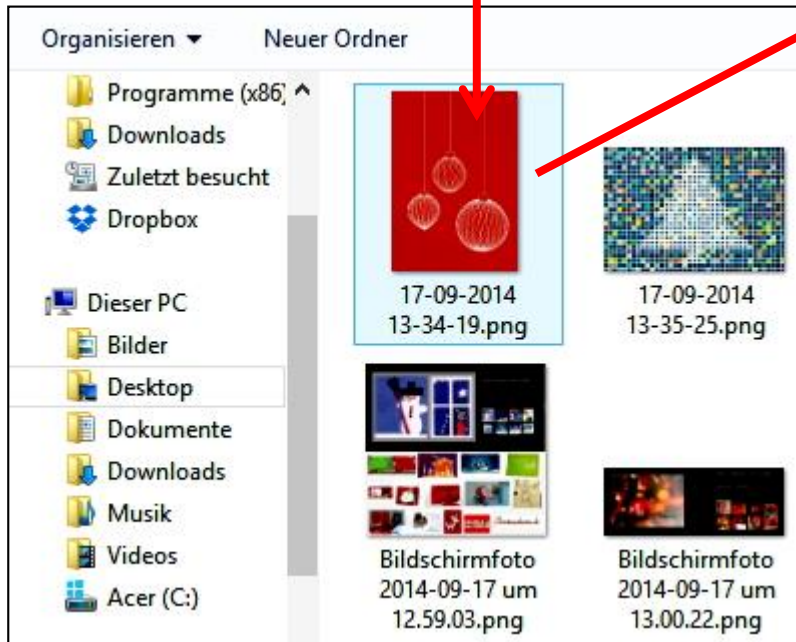 Organisieren ▾ Neuer Ordner
Programme (x86)
Downloads
Zuletzt besucht
Dropbox
Dieser PC
Bilder
Desktop
Dokumente
Downloads
Musik
Videos
Acer (C:)
17-09-2014
13-34-19.png
17-09-2014
13-35-25.png
Bildschirmfoto
2014-09-17 um
12.59.03.png
Bildschirmfoto
2014-09-17 um
13.00.22.png